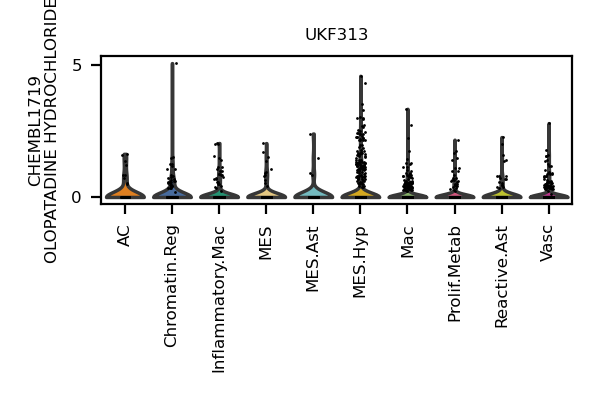 UKF313
CHEMBL1719
OLOPATADINE HYDROCHLORIDE
5
0
AC
Chromatin.Reg
Inflammatory.Mac
MES
MES.Ast
MES.Hyp
Mac
Prolif.Metab
Reactive.Ast
Vasc